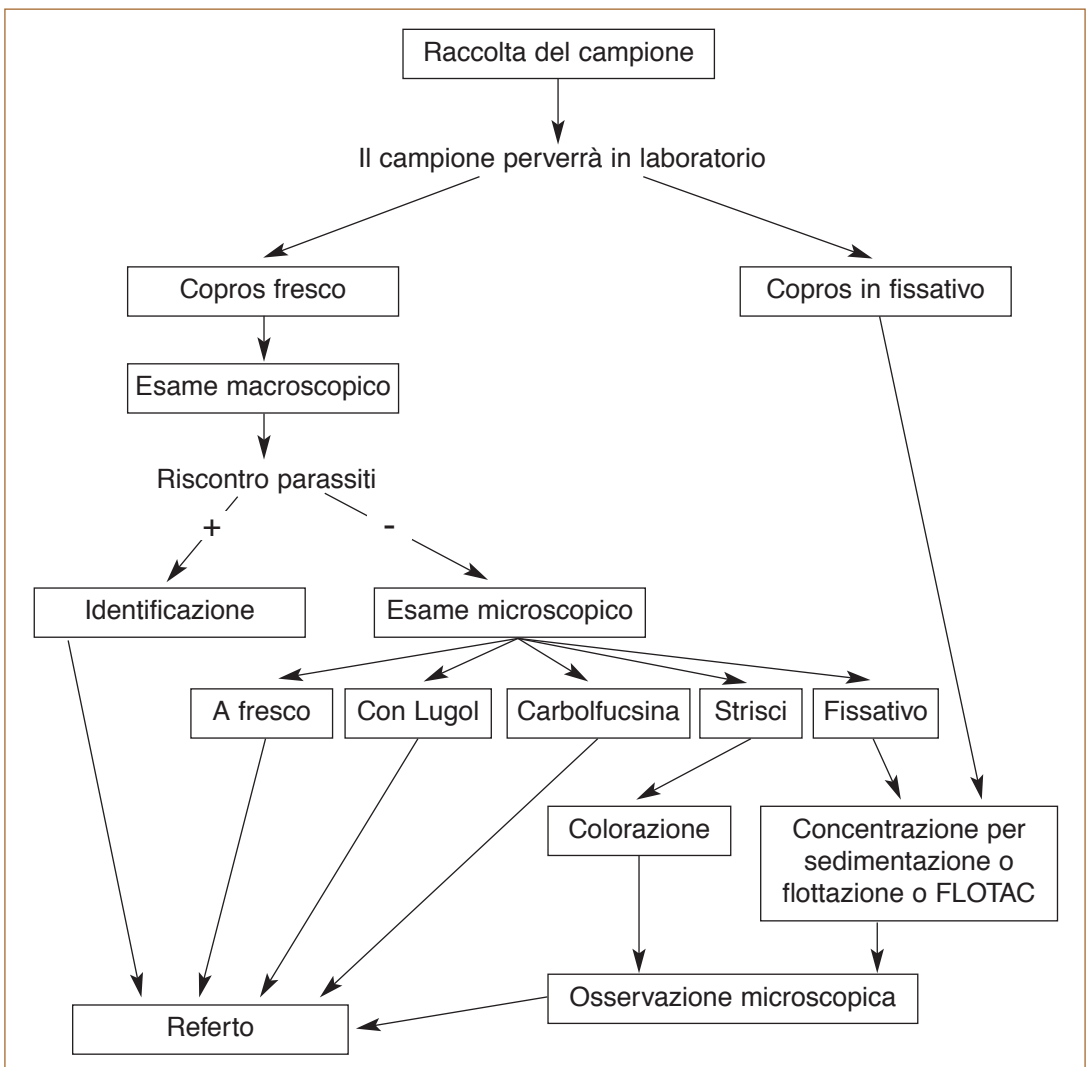 Raccolta del campione
Il campione perverrà in laboratorio
Copros fresco
Copros in fissativo
Esame macroscopico
Riscontro parassiti
+
-
Identificazione
Esame microscopico
A fresco
Con Lugol
Carbolfucsina
Strisci
Fissativo
Colorazione
Concentrazione per
sedimentazione o
flottazione o FLOTAC
Osservazione microscopica
Referto